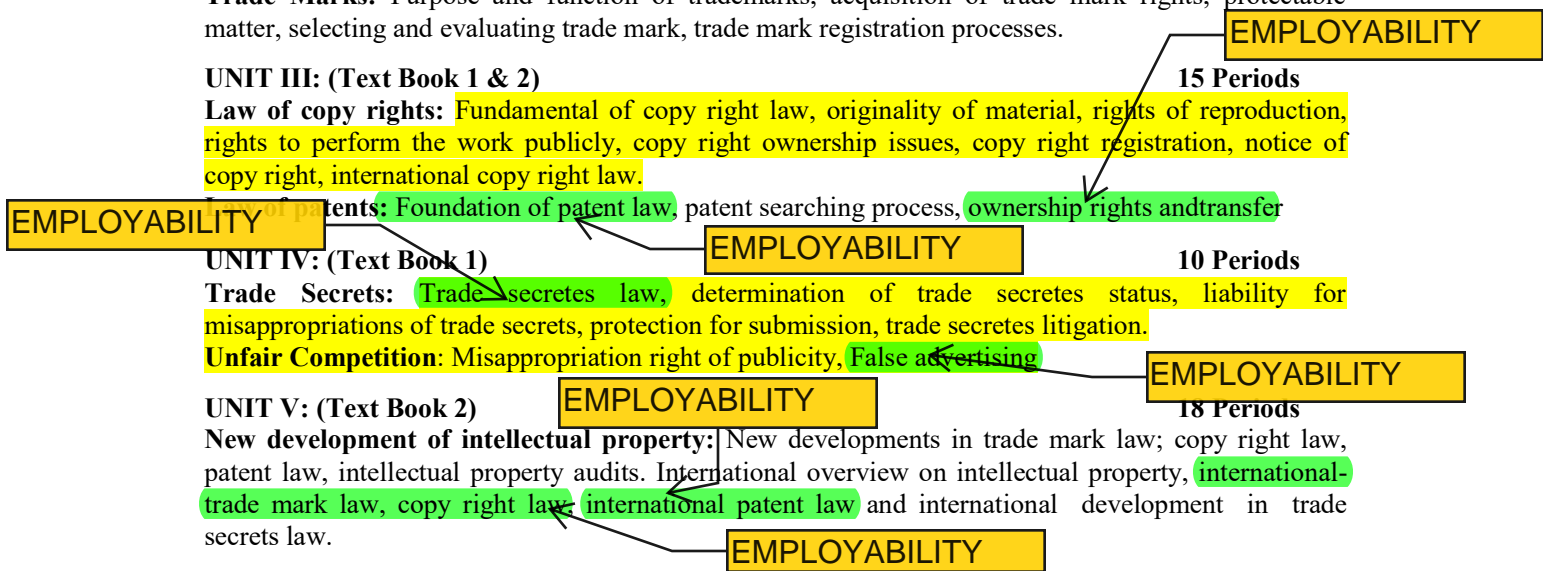 Trade Marks: Purpose and function of trademarks, acquisition of trade mark rights, protectable
matter, selecting and evaluating trade mark, trade mark registration processes.
EMPLOYABILITY
UNIT III: (Text Book 1 & 2) 15 Periods
Law of copy rights: Fundamental of copy right law, originality of material, rights of reproduction,
rights to perform the work publicly, copy right ownership issues, copy right registration, notice of
copy right, international copy right law.
Law of patents: Foundation of patent law, patent searching process, ownership rights andtransfer
EMPLOYABILITY
EMPLOYABILITY
UNIT IV: (Text Book 1) 10 Periods
Trade Secrets: Trade secretes law, determination of trade secretes status, liability for
misappropriations of trade secrets, protection for submission, trade secretes litigation.
Unfair Competition: Misappropriation right of publicity, False advertising
EMPLOYABILITY
EMPLOYABILITY
UNIT V: (Text Book 2) 18 Periods
New development of intellectual property: New developments in trade mark law; copy right law,
patent law, intellectual property audits. International overview on intellectual property, international-
trade mark law, copy right law, international patent law and international development in trade
secrets law.
EMPLOYABILITY